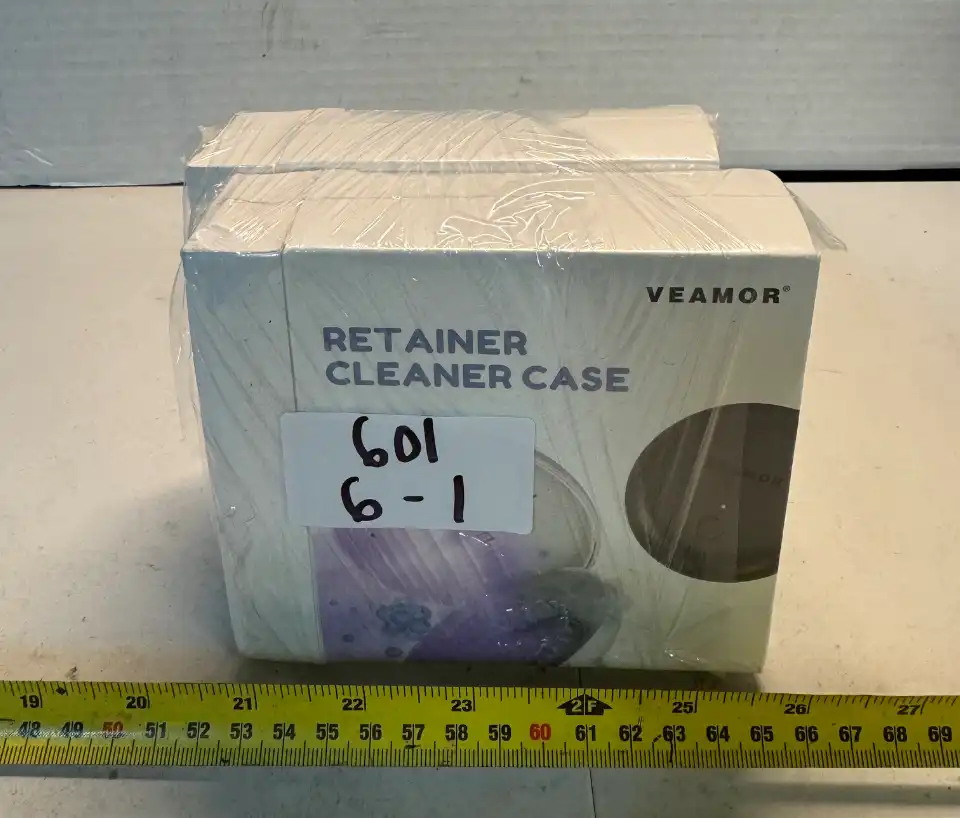 VEAMOR®
RETAINER
CLEANER CASE
601
6-1
19 20 21 22 23 2F 25 26 27
48 49 50 51 52 53 54 55 56 57 58 59 60 61 62 63 64 65 66 67 68 69